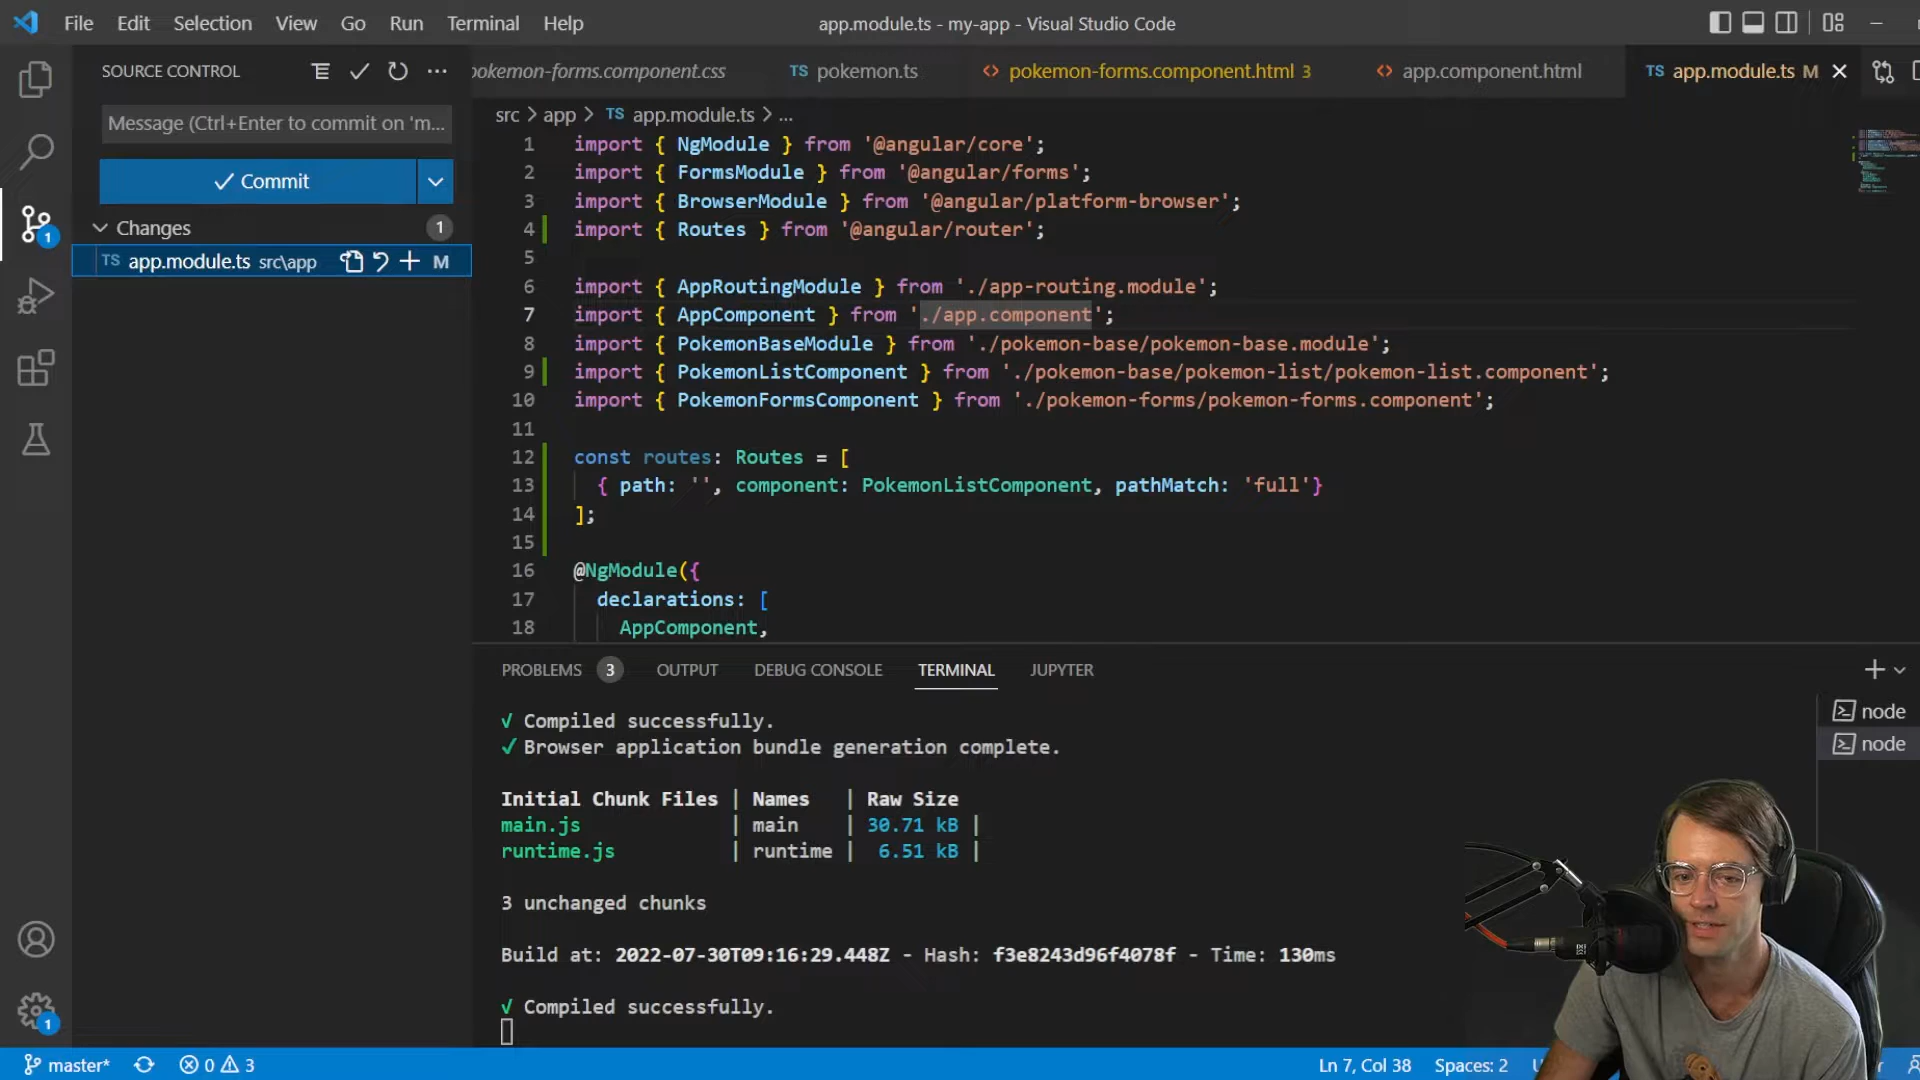 File Edit Selection View Go Run Terminal Help
app.module.ts - my-app - Visual Studio Code
SOURCE CONTROL
pokemon-forms.component.css
TS pokemon.ts
<> pokemon-forms.component.html 3
<> app.component.html
TS app.module.ts M
Message (Ctrl+Enter to commit on 'm...
Commit
Changes 1
TS app.module.ts src\app M
1
1
src > app > TS app.module.ts > ...
1 import { NgModule } from '@angular/core';
2 import { FormsModule } from '@angular/forms';
3 import { BrowserModule } from '@angular/platform-browser';
4 import { Routes } from '@angular/router';
5
6 import { AppRoutingModule } from './app-routing.module';
7 import { AppComponent } from './app.component';
8 import { PokemonBaseModule } from './pokemon-base/pokemon-base.module';
9 import { PokemonListComponent } from './pokemon-base/pokemon-list/pokemon-list.component';
10 import { PokemonFormsComponent } from './pokemon-forms/pokemon-forms.component';
11
12 const routes: Routes = [
13 { path: '', component: PokemonListComponent, pathMatch: 'full'}
14 ];
15
16 @NgModule({
17 declarations: [
18 AppComponent,
PROBLEMS 3 OUTPUT DEBUG CONSOLE TERMINAL JUPYTER
√ Compiled successfully.
✓ Browser application bundle generation complete.
Initial Chunk Files | Names | Raw Size
main.js | main | 30.71 kB |
runtime.js | runtime | 6.51 kB |
3 unchanged chunks
Build at: 2022-07-30T09:16:29.448Z - Hash: f3e8243d96f4078f - Time: 130ms
√ Compiled successfully.
node
node
master* 0 3
Ln 7, Col 38 Spaces: 2